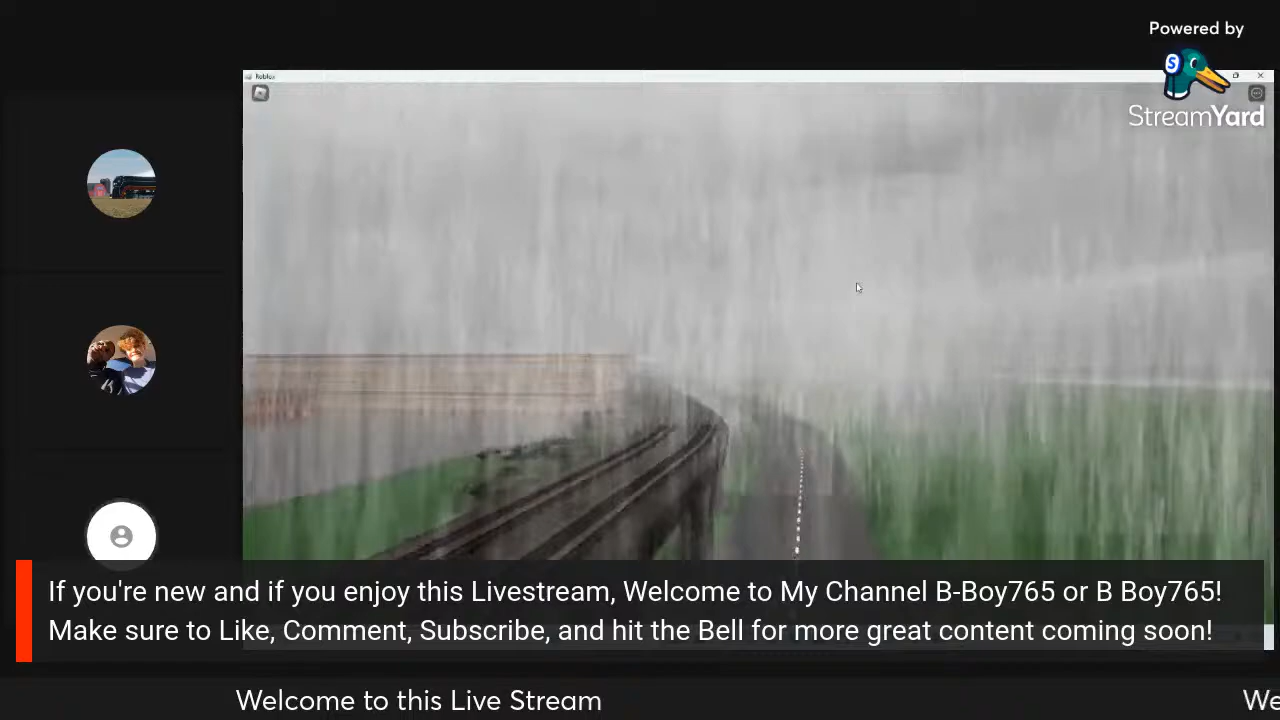 Powered by
Roblox
StreamYard
If you're new and if you enjoy this Livestream, Welcome to My Channel B-Boy765 or B Boy765!
Make sure to Like, Comment, Subscribe, and hit the Bell for more great content coming soon!
Welcome to this Live Stream
We